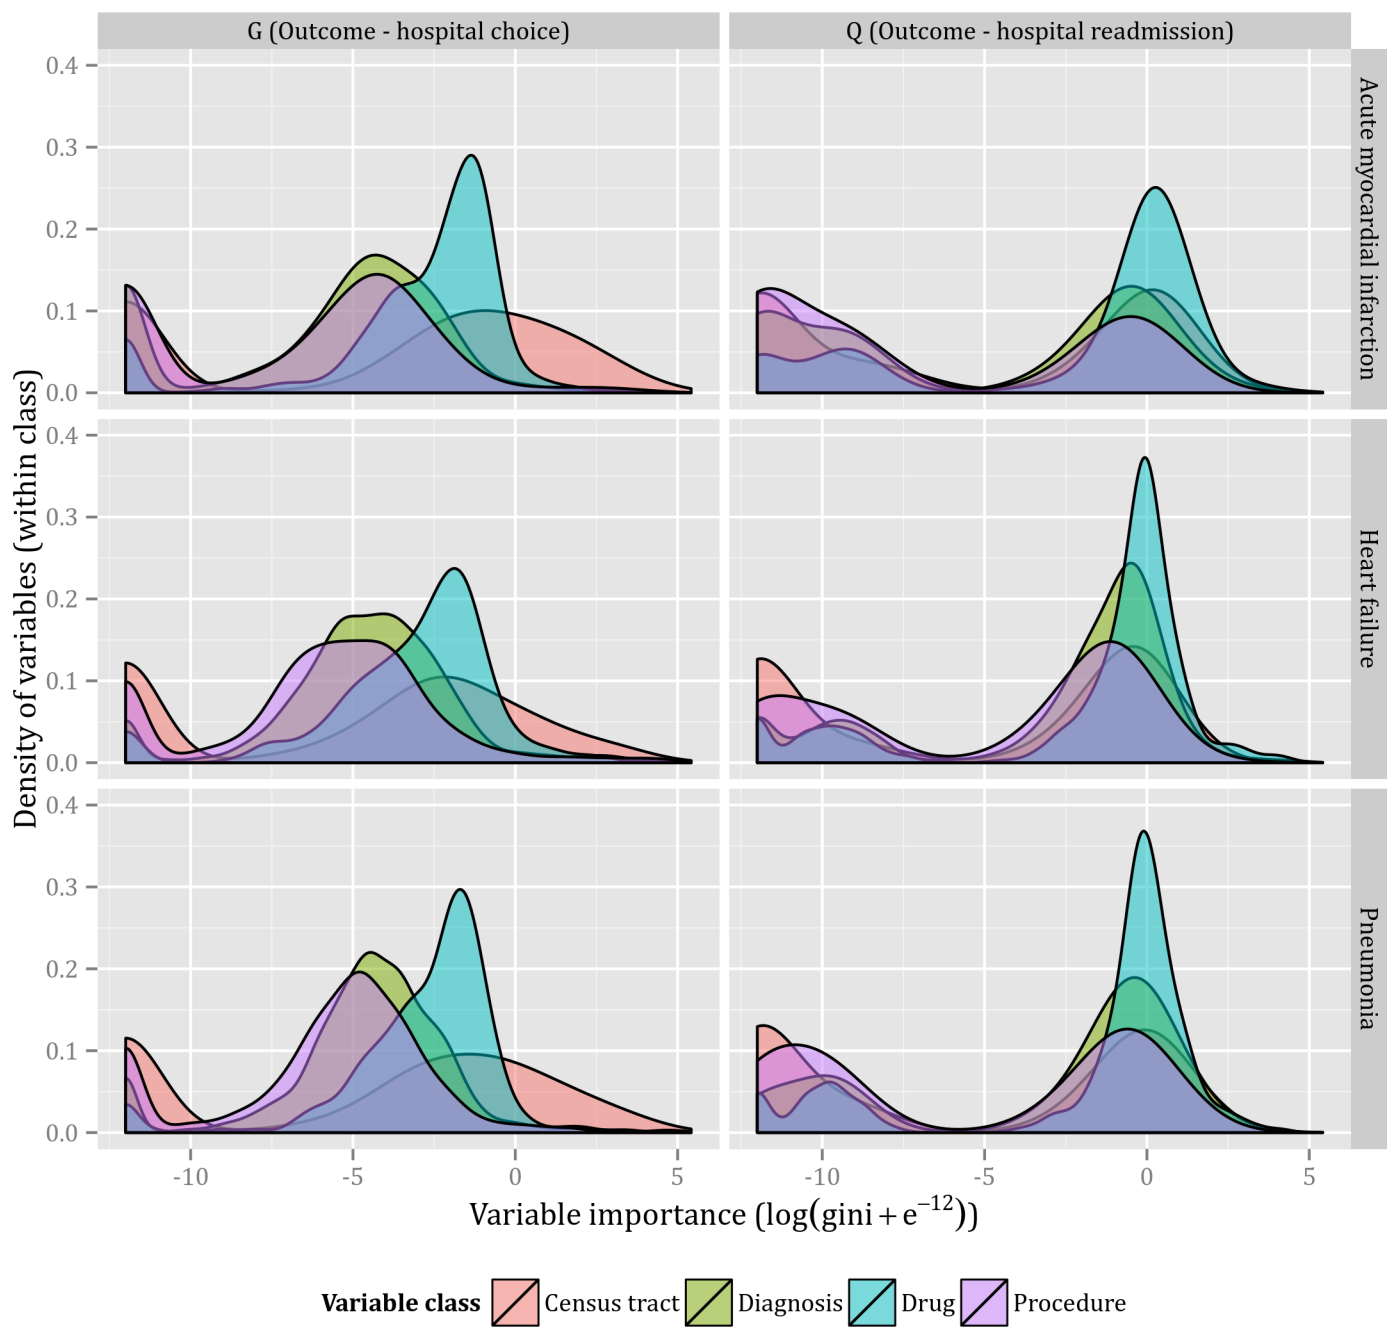 G (Outcome - hospital choice)
Q (Outcome - hospital readmission)
Density of variables (within class)
0.4
0.3
0.2
0.1
0.0
Acute myocardial infarction
0.4
0.3
0.2
0.1
0.0
Heart failure
0.4
0.3
0.2
0.1
0.0
Pneumonia
-10 -5 0 5
-10 -5 0 5
Variable importance (log(gini + e⁻¹²))
Variable class Census tract Diagnosis Drug Procedure